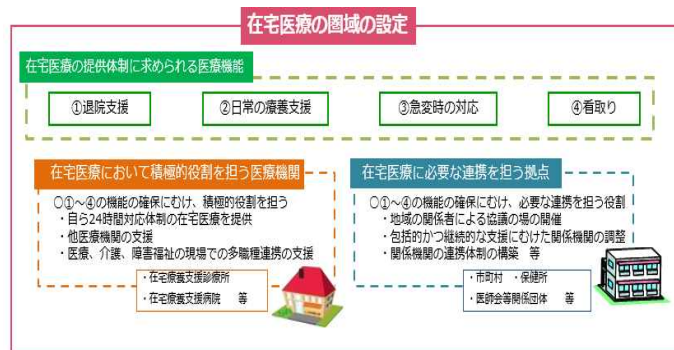 在宅医療の圏域の設定
在宅医療の提供体制に求められる医療機能
①退院支援
②日常の療養支援
③急変時の対応
④看取り
在宅医療において積極的役割を担う医療機関
○①～④の機能の確保にむけ、積極的役割を担う
・自ら24時間対応体制の在宅医療を提供
・他医療機関の支援
・医療、介護、障害福祉の現場での多職種連携の支援
・在宅療養支援診療所
・在宅療養支援病院　等
在宅医療に必要な連携を担う拠点
○①～④の機能の確保にむけ、必要な連携を担う役割
・地域の関係者による協議の場の開催
・包括的かつ継続的な支援にむけた関係機関の調整
・関係機関の連携体制の構築　等
・市町村　・保健所
・医師会等関係団体　等